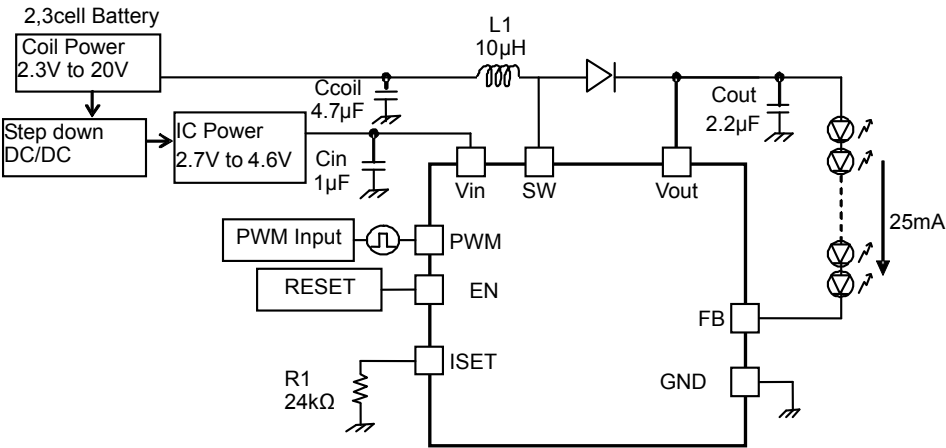 2,3cell Battery
Coil Power
2.3V to 20V
L1
10µH
Ccoil
4.7µF
Cout
2.2µF
Step down
DC/DC
IC Power
2.7V to 4.6V
Cin
1µF
Vin
SW
Vout
25mA
PWM Input
PWM
RESET
EN
FB
ISET
GND
R1
24kΩ